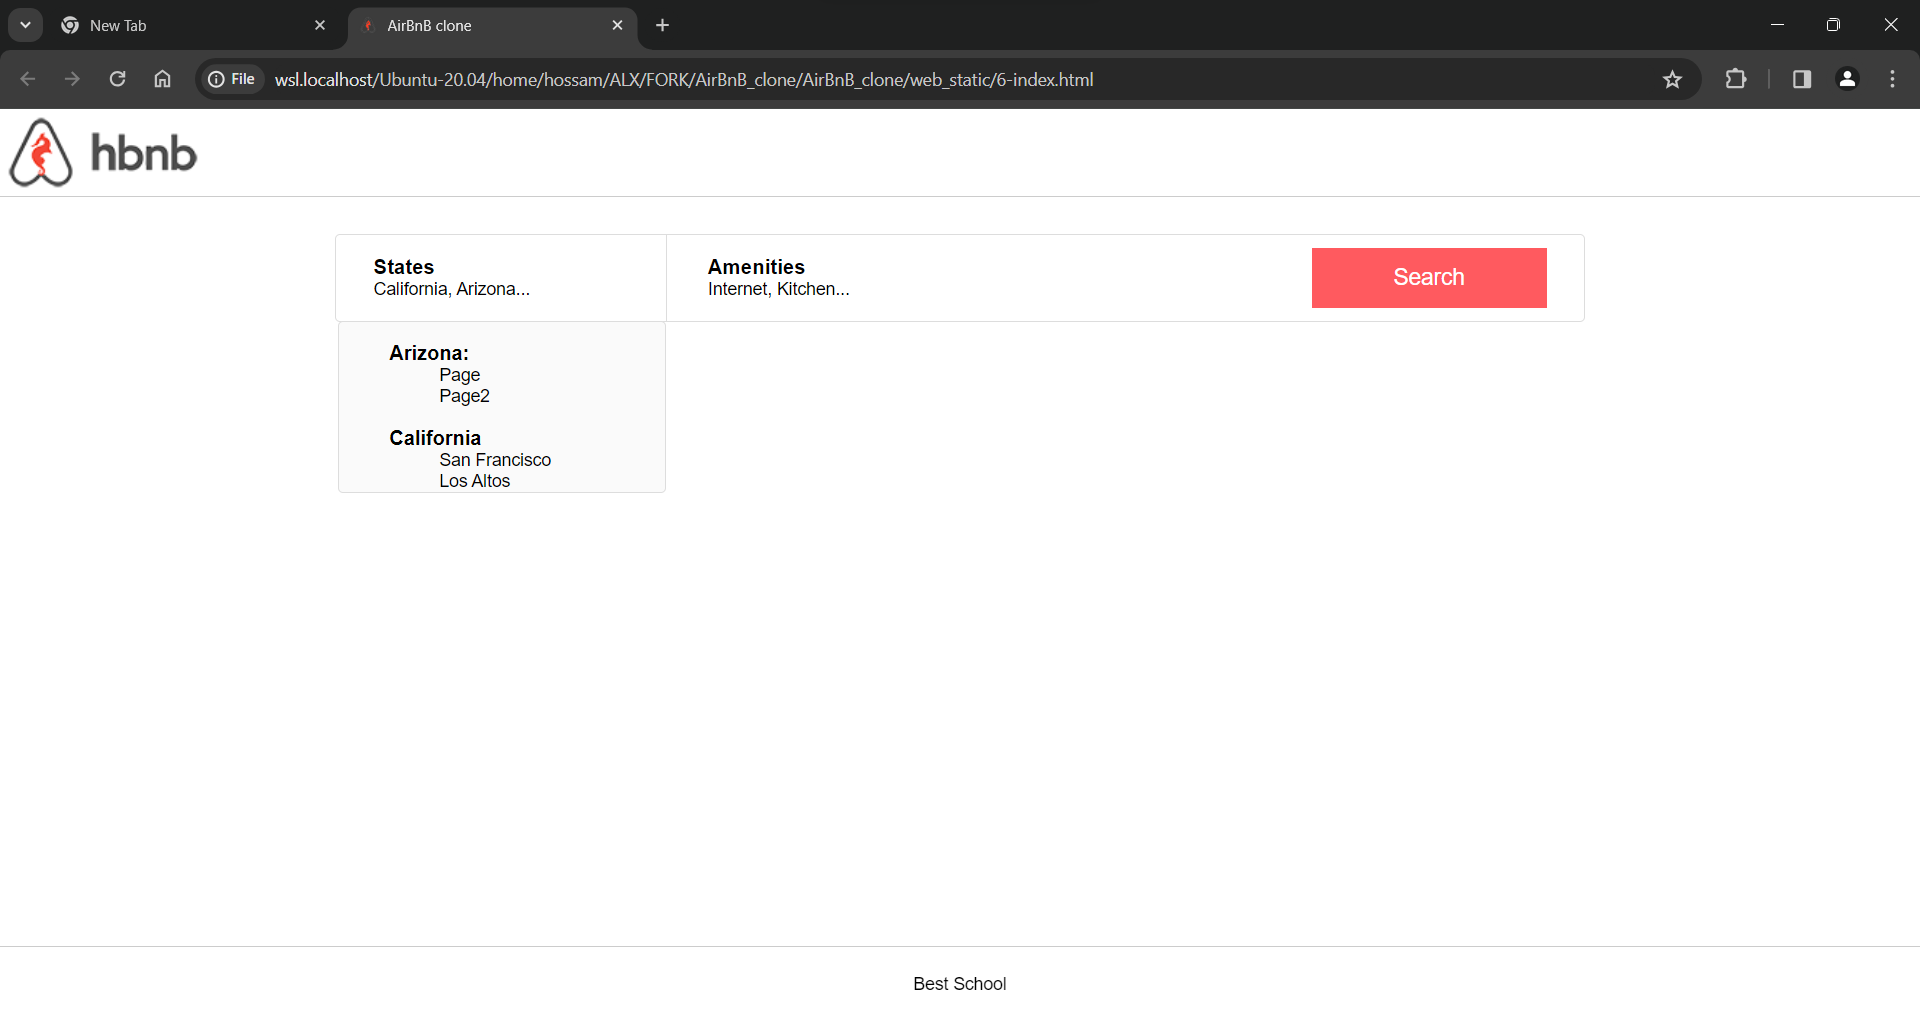 New Tab
AirBnB clone
File
wsl.localhost/Ubuntu-20.04/home/hossam/ALX/FORK/AirBnB_clone/AirBnB_clone/web_static/6-index.html
hbnb
States
California, Arizona...
Amenities
Internet, Kitchen...
Search
Arizona:
Page
Page2
California
San Francisco
Los Altos
Best School